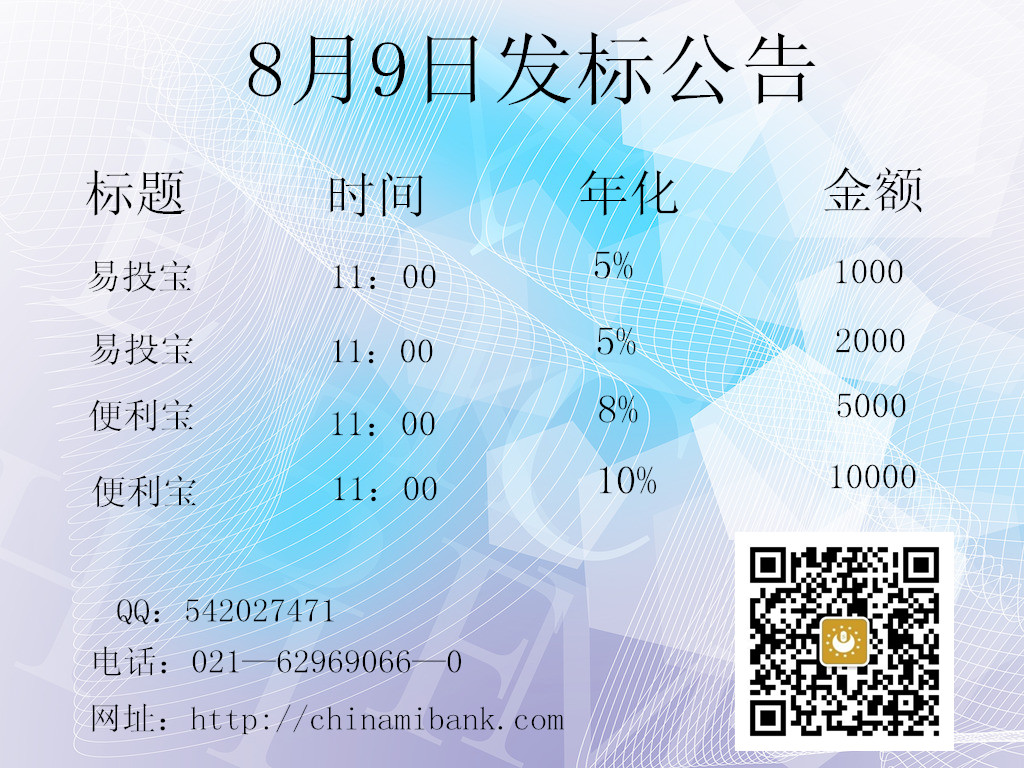 8月9日发标公告
标题 时间 年化 金额
易投宝 11：00 5% 1000
易投宝 11：00 5% 2000
便利宝 11：00 8% 5000
便利宝 11：00 10% 10000
QQ：542027471
电话：021—62969066—0
网址：http://chinamibank.com